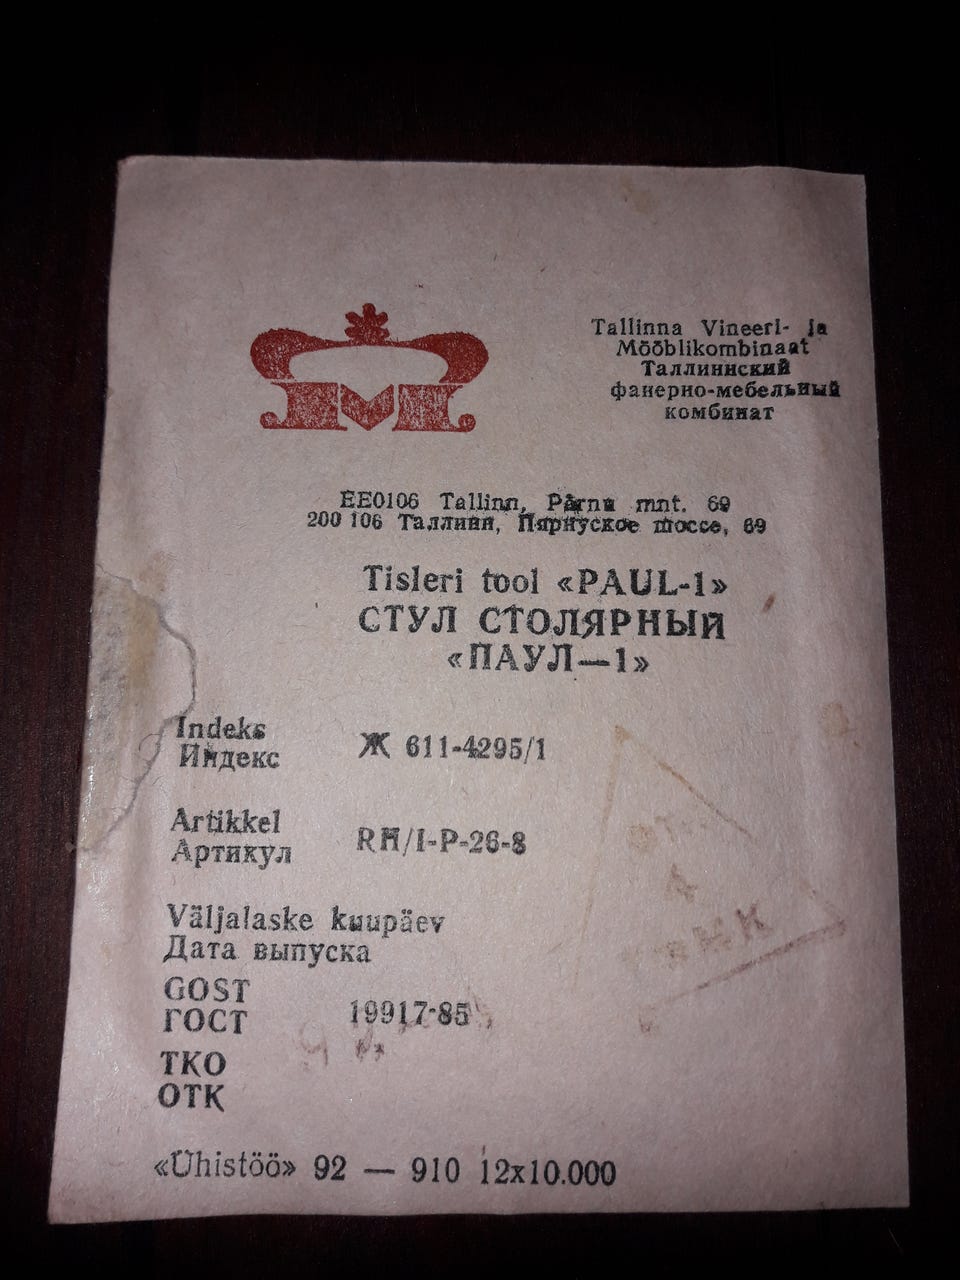 Tallinna Vineeri- ja
Mööblikombinaat
Таллиннский
фанерно-мебельный
комбинат
EE0106 Tallinn, Pärnu mnt. 69
200 106 Таллинн, Пярнуское шоссе, 69
Tisleri tool «PAUL-1»
СТУЛ СТОЛЯРНЫЙ
«ПАУЛ—1»
Indeks
Индекс
Ж 611-4295/1
Artikkel
Артикул
RM/I-P-26-8
Väljalaske kuupäev
Дата выпуска
GOST
ГОСТ
19917-85
TKO
ОТК
«Ühistöö» 92 — 910 12x10.000